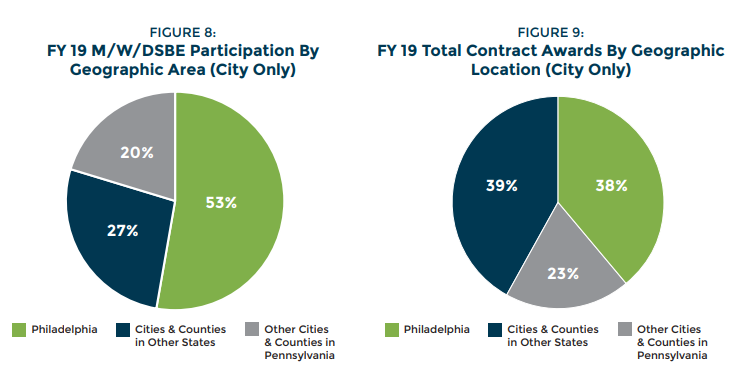 FIGURE 8:
FY 19 M/W/DSBE Participation By
Geographic Area (City Only)
20%
53%
27%
Philadelphia
Cities & Counties
in Other States
Other Cities
& Counties in
Pennsylvania
FIGURE 9:
FY 19 Total Contract Awards By Geographic
Location (City Only)
39%
38%
23%
Philadelphia
Cities & Counties
in Other States
Other Cities
& Counties in
Pennsylvania